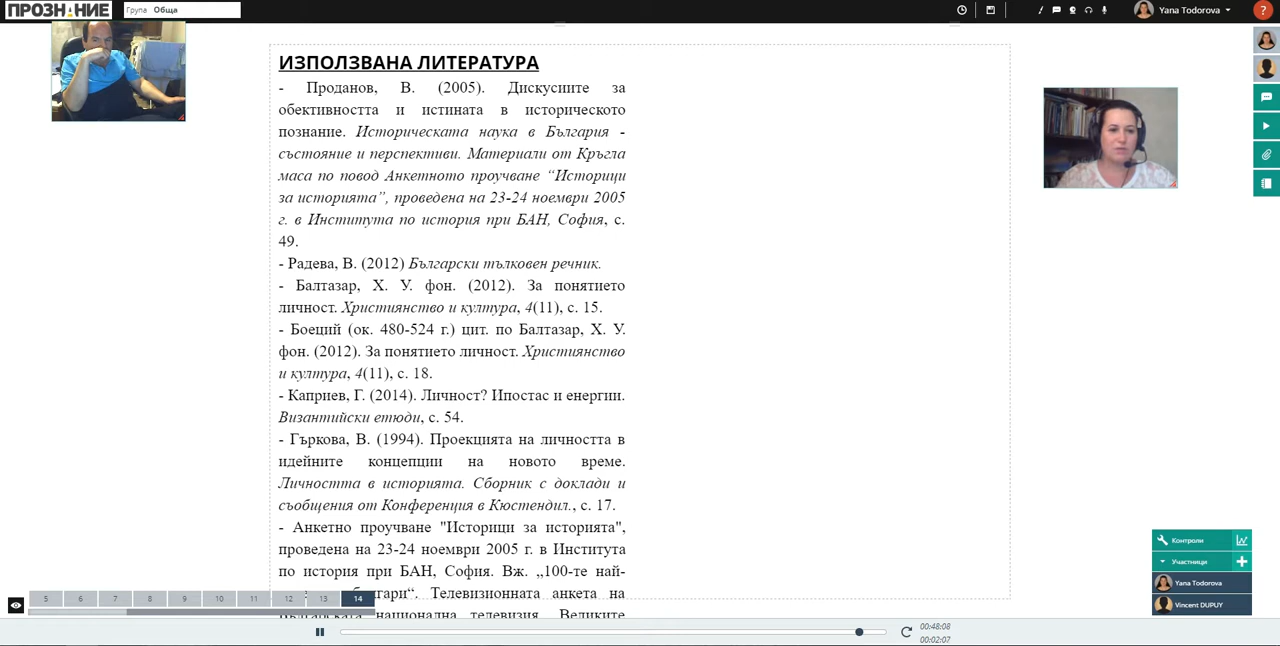 ПРОЗНАНИЕ
Група Обща
Yana Todorova
?
ИЗПОЛЗВАНА ЛИТЕРАТУРА
- Проданов, В. (2005). Дискусиите за
обективността и истината в историческото
познание. Историческата наука в България -
състояние и перспективи. Материали от Кръгла
маса по повод Анкетното проучване “Историци
за историята”, проведена на 23-24 ноември 2005
г. в Института по история при БАН, София, с.
49.
- Радева, В. (2012) Български тълковен речник.
- Балтазар, Х. У. фон. (2012). За понятието
личност. Християнство и култура, 4(11), с. 15.
- Боеций (ок. 480-524 г.) цит. по Балтазар, Х. У.
фон. (2012). За понятието личност. Християнство
и култура, 4(11), с. 18.
- Каприев, Г. (2014). Личност? Ипостас и енергии.
Византийски етюди, с. 54.
- Гъркова, В. (1994). Проекцията на личността в
идейните концепции на новото време.
Личността в историята. Сборник с доклади и
съобщения от Конференция в Кюстендил., с. 17.
- Анкетно проучване "Историци за историята",
проведена на 23-24 ноември 2005 г. в Института
по история при БАН, София. Вж. „100-те най-
Телевизионната анкета на
национална телевизия. Великите
5 6 7 8 9 10 11 12 13 14
Контроли
Участници
Yana Todorova
Vincent DUPUY
00:48:08
00:02:07